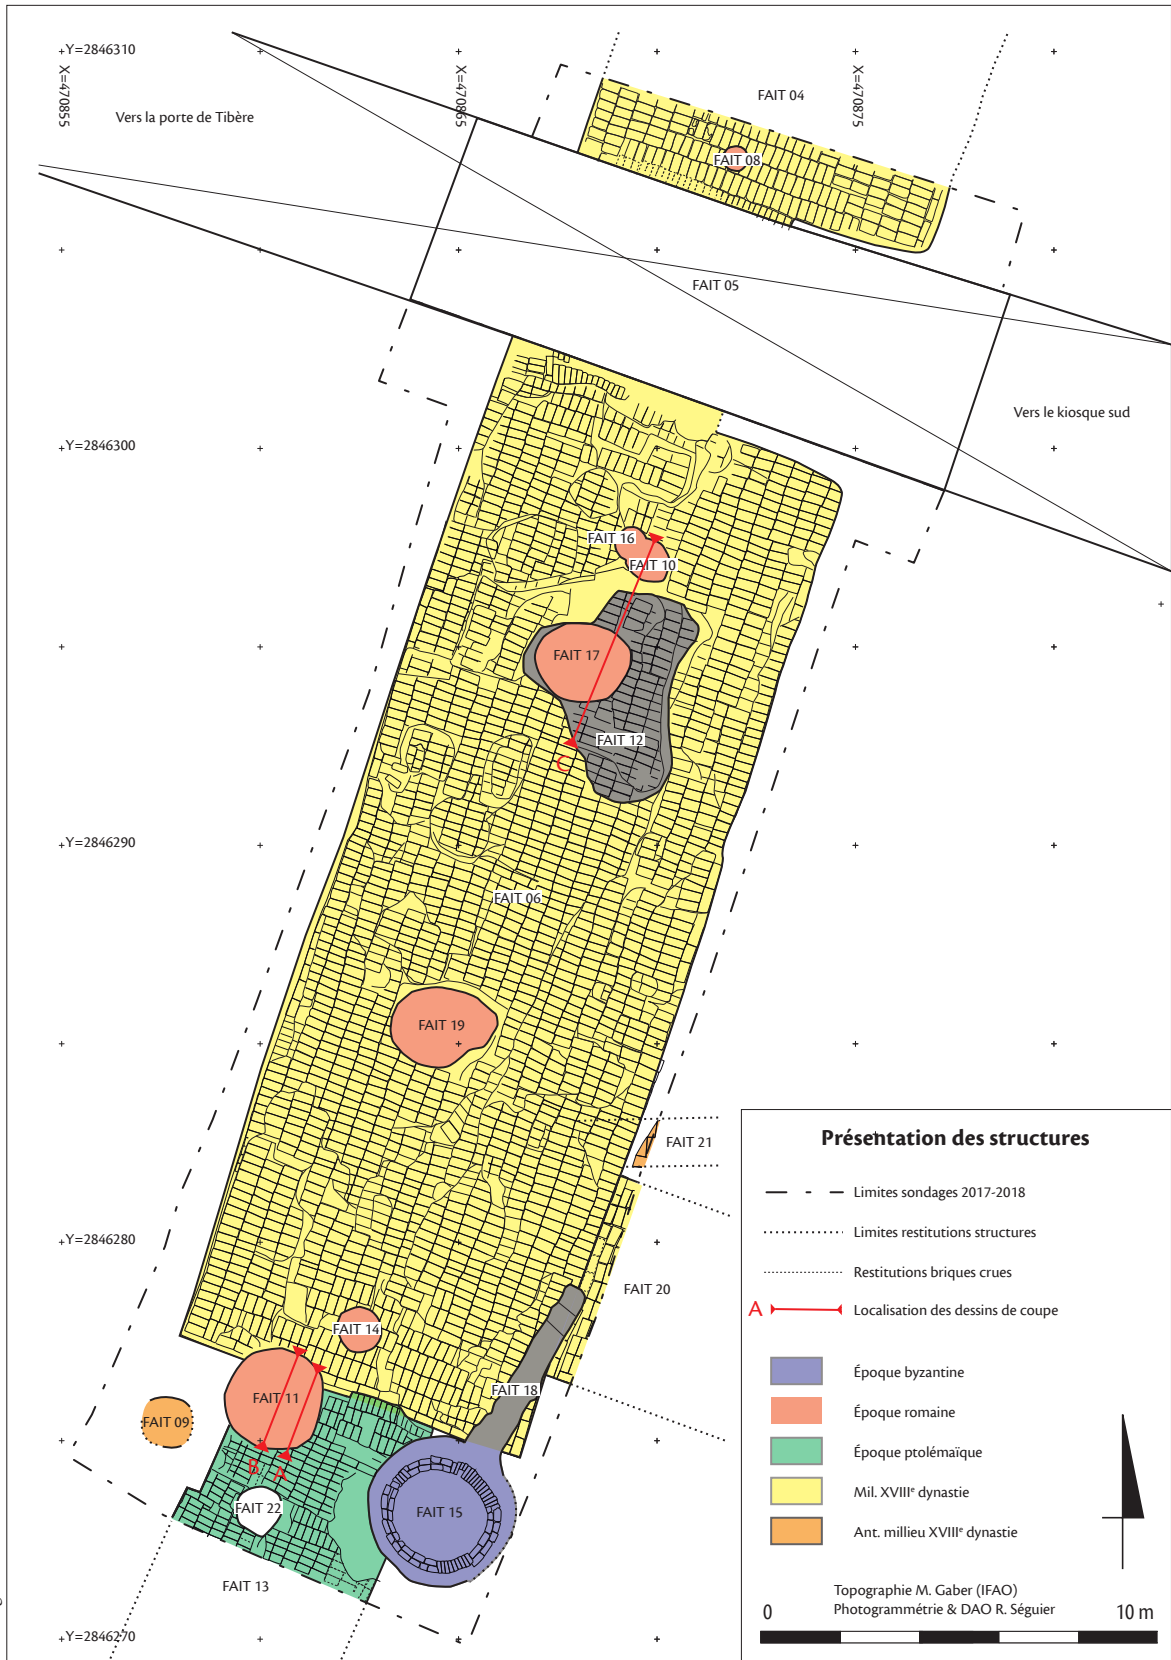 Y=2846310
X=470855
X=470865
X=470875
FAIT 04
Vers la porte de Tibère
FAIT 08
FAIT 05
Vers le kiosque sud
Y=2846300
FAIT 16
FAIT 10
FAIT 17
FAIT 12
C
Y=2846290
FAIT 06
FAIT 19
FAIT 21
Y=2846280
FAIT 20
FAIT 14
FAIT 18
FAIT 11
FAIT 09
B
A
FAIT 22
FAIT 15
FAIT 13
Y=2846270
Présentation des structures
Limites sondages 2017-2018
Limites restitutions structures
Restitutions briques crues
A Localisation des dessins de coupe
Époque byzantine
Époque romaine
Époque ptolémaïque
Mil. XVIIIe dynastie
Ant. millieu XVIIIe dynastie
Topographie M. Gaber (IFAO)
Photogrammétrie & DAO R. Séguier
0 10 m